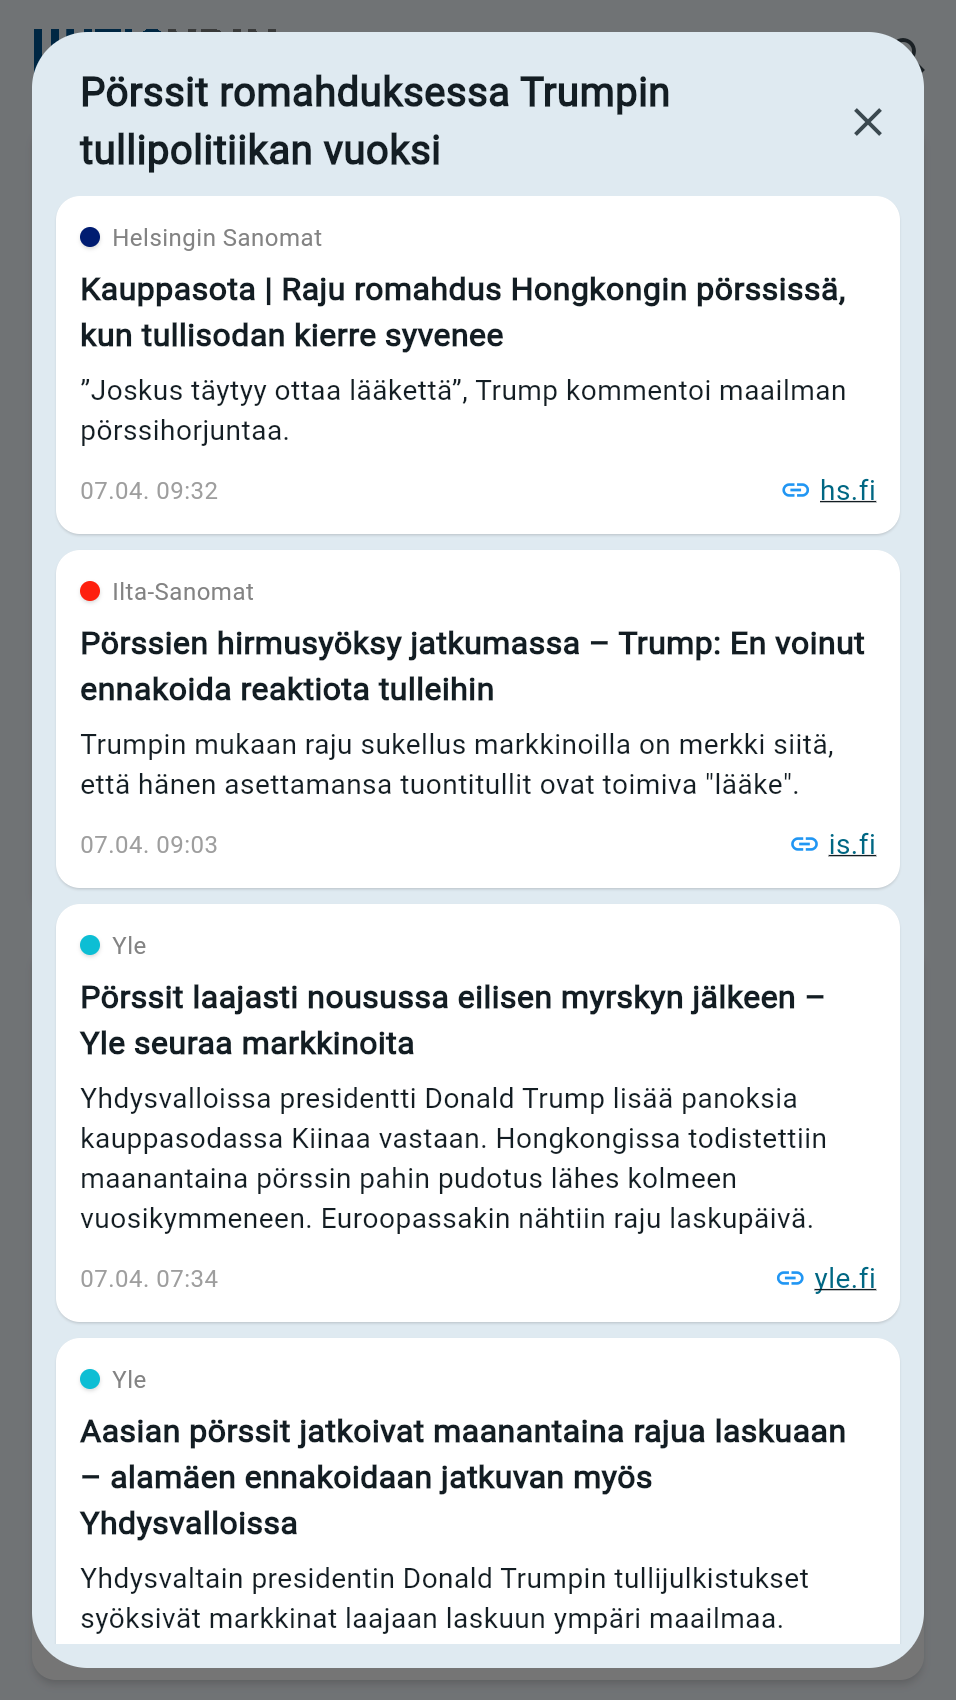 Pörssit romahduksessa Trumpin
tullipolitiikan vuoksi
Helsingin Sanomat
Kauppasota | Raju romahdus Hongkongin pörssissä,
kun tullisodan kierre syvenee
”Joskus täytyy ottaa lääkettä”, Trump kommentoi maailman
pörssihorjuntaa.
07.04. 09:32 hs.fi
Ilta-Sanomat
Pörssien hirmusyöksy jatkumassa – Trump: En voinut
ennakoida reaktiota tulleihin
Trumpin mukaan raju sukellus markkinoilla on merkki siitä,
että hänen asettamansa tuontitullit ovat toimiva "lääke".
07.04. 09:03 is.fi
Yle
Pörssit laajasti nousussa eilisen myrskyn jälkeen –
Yle seuraa markkinoita
Yhdysvalloissa presidentti Donald Trump lisää panoksia
kauppasodassa Kiinaa vastaan. Hongkongissa todistettiin
maanantaina pörssin pahin pudotus lähes kolmeen
vuosikymmeneen. Euroopassakin nähtiin raju laskupäivä.
07.04. 07:34 yle.fi
Yle
Aasian pörssit jatkoivat maanantaina rajua laskuaan
– alamäen ennakoidaan jatkuvan myös
Yhdysvalloissa
Yhdysvaltain presidentin Donald Trumpin tullijulkistukset
syöksivät markkinat laajaan laskuun ympäri maailmaa.